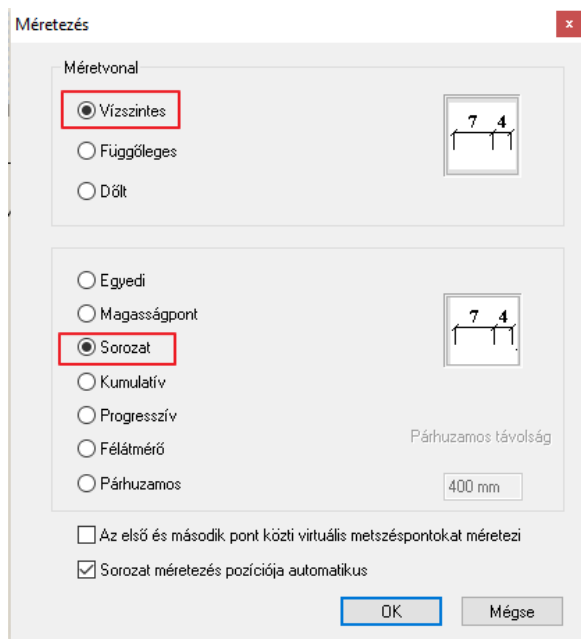 Méretezés
x
Méretvonal
Vízszintes
7 4
Függőleges
Dőlt
Egyedi
Magasságpont
7 4
Sorozat
Kumulatív
Progresszív
Párhuzamos távolság
Félátmérő
Párhuzamos
400 mm
Az első és második pont közti virtuális metszéspontokat méretezi
Sorozat méretezés pozíciója automatikus
OK
Mégse